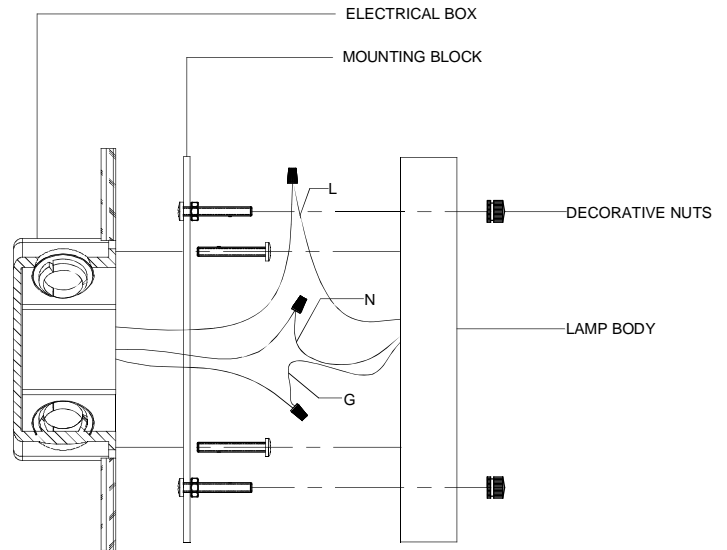 ELECTRICAL BOX
MOUNTING BLOCK
L
DECORATIVE NUTS
N
LAMP BODY
G